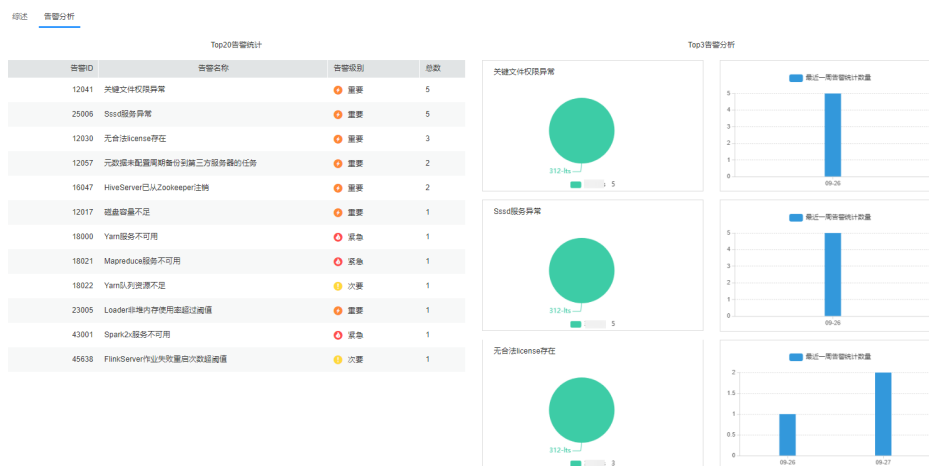 综述 告警分析
Top20告警统计
告警ID 告警名称 告警级别 总数
12041 关键文件权限异常 重要 5
25006 Sssd服务异常 重要 5
12030 无合法license存在 重要 3
12057 元数据未配置周期备份到第三方服务器的任务 重要 2
16047 HiveServer已从Zookeeper注销 重要 2
12017 磁盘容量不足 重要 1
18000 Yarn服务不可用 紧急 1
18021 Mapreduce服务不可用 紧急 1
18022 Yarn队列资源不足 次要 1
23005 Loader非堆内存使用率超过阈值 重要 1
43001 Spark2x服务不可用 紧急 1
45638 FlinkServer作业失败重启次数超阈值 次要 1
Top3告警分析
关键文件权限异常
312-lts
5
最近一周告警统计数量
5
4
3
2
1
0
09-26
Sssd服务异常
312-lts
5
最近一周告警统计数量
5
4
3
2
1
0
09-26
无合法license存在
312-lts
3
最近一周告警统计数量
2
1.5
1
0.5
0
09-26 09-27